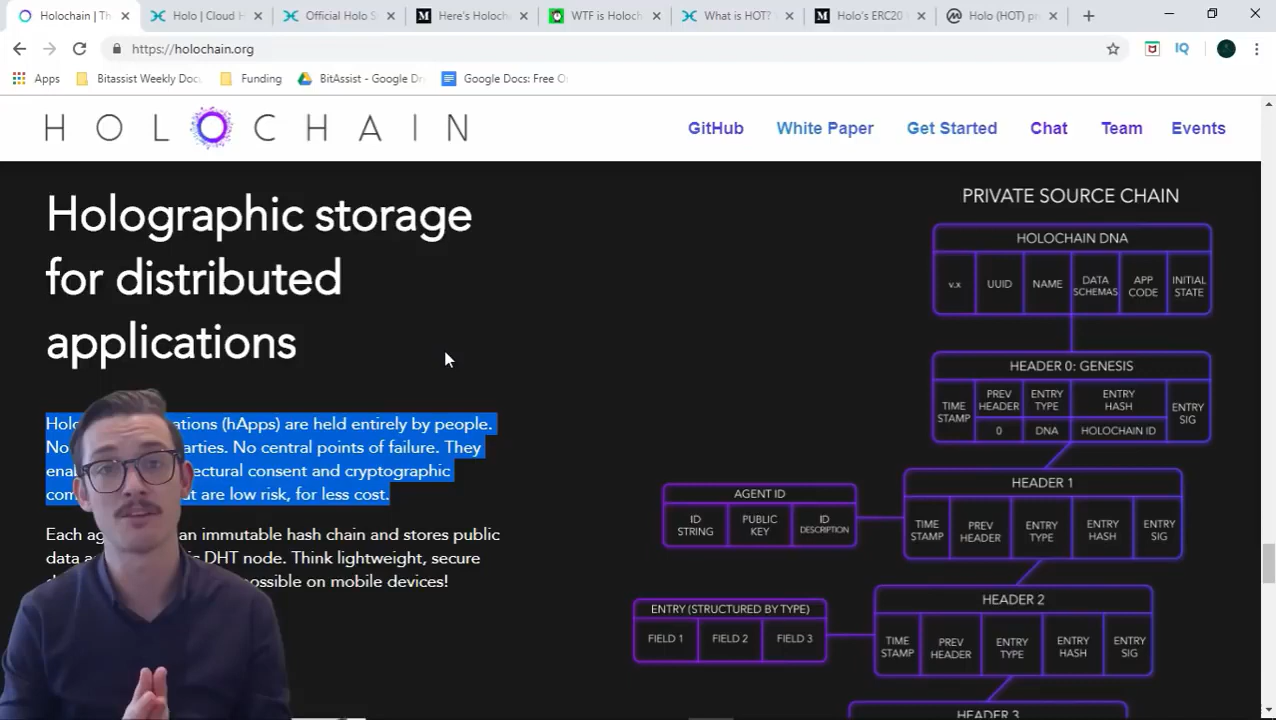 Holochain | Th
Holo | Cloud H
Official Holo S
Here's Holoch
WTF is Holoch
What is HOT?
Holo's ERC20
Holo (HOT) p
https://holochain.org
IQ
Apps
Bitassist Weekly Doc
Funding
BitAssist - Google Dr
Google Docs: Free O
HOLOCHAIN
GitHub
White Paper
Get Started
Chat
Team
Events
Holographic storage
for distributed
applications
(hApps) are held entirely by people.
No central points of failure. They
consent and cryptographic
are low risk, for less cost.
Each an immutable hash chain and stores public
data DHT node. Think lightweight, secure
possible on mobile devices!
PRIVATE SOURCE CHAIN
HOLOCHAIN DNA
v.x
UUID
NAME
DATA
SCHEMAS
APP
CODE
INITIAL
STATE
HEADER 0: GENESIS
TIME
STAMP
PREV
HEADER
0
ENTRY
TYPE
DNA
ENTRY
HASH
HOLOCHAIN ID
ENTRY
SIG
HEADER 1
TIME
STAMP
PREV
HEADER
ENTRY
TYPE
ENTRY
HASH
ENTRY
SIG
AGENT ID
ID
STRING
PUBLIC
KEY
ID
DESCRIPTION
HEADER 2
TIME
STAMP
PREV
HEADER
ENTRY
TYPE
ENTRY
HASH
ENTRY
SIG
ENTRY (STRUCTURED BY TYPE)
FIELD 1
FIELD 2
FIELD 3
HEADER 3